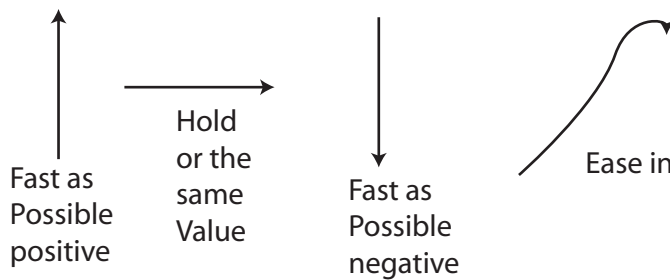 Fast as
Possible
positive
Hold
or the
same
Value
Fast as
Possible
negative
Ease in